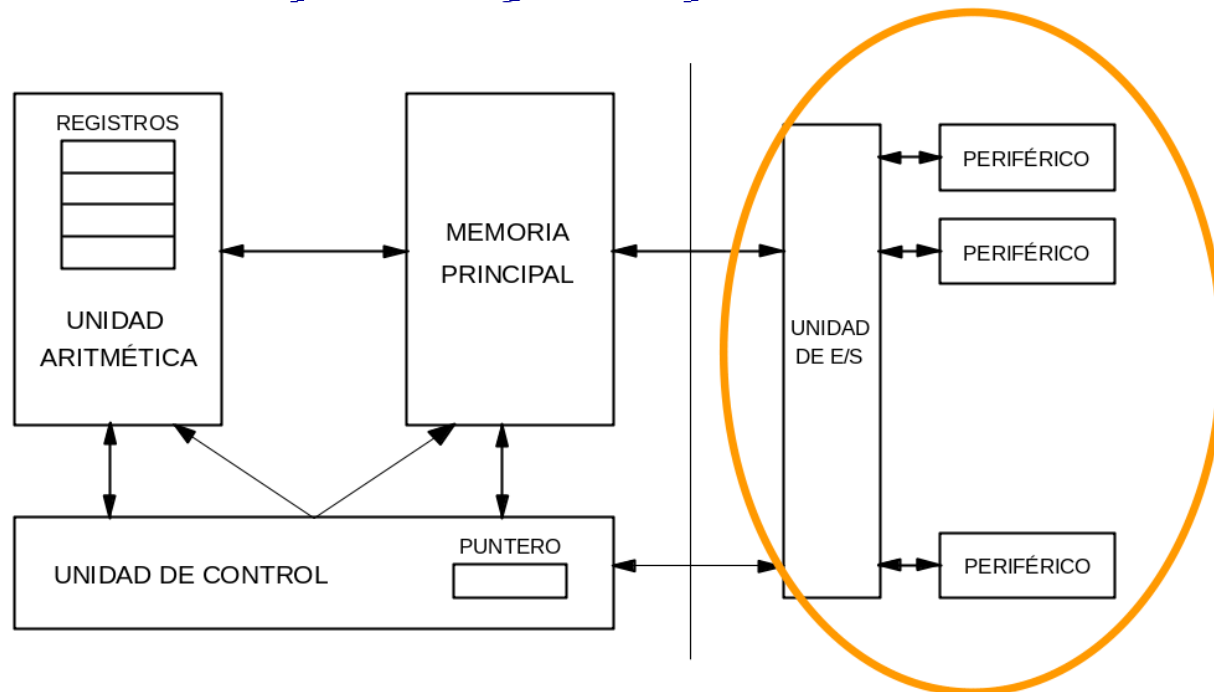 REGISTROS
UNIDAD
ARITMÉTICA
MEMORIA
PRINCIPAL
UNIDAD DE CONTROL
PUNTERO
UNIDAD
DE E/S
PERIFÉRICO
PERIFÉRICO
PERIFÉRICO